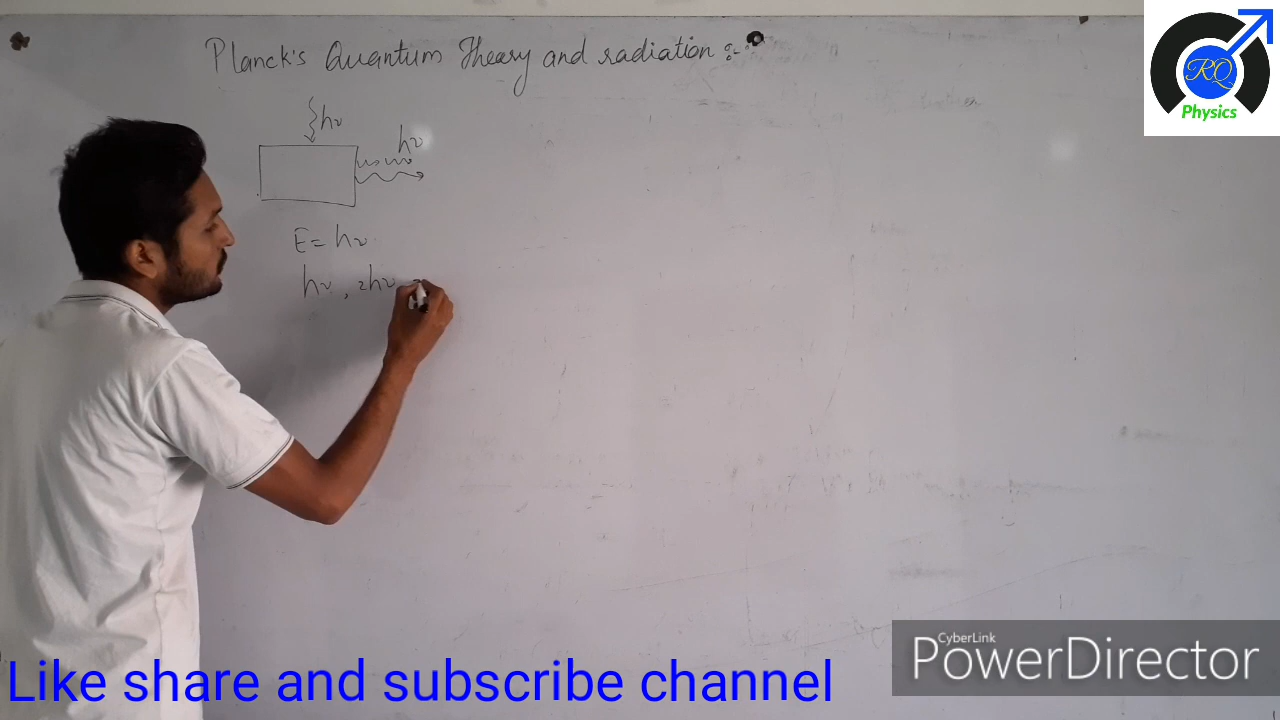 Planck's Quantum Theory and radiation :-
hν
hν
E = hν
hν, 2hν
RQ
Physics
Like share and subscribe channel
CyberLink
PowerDirector